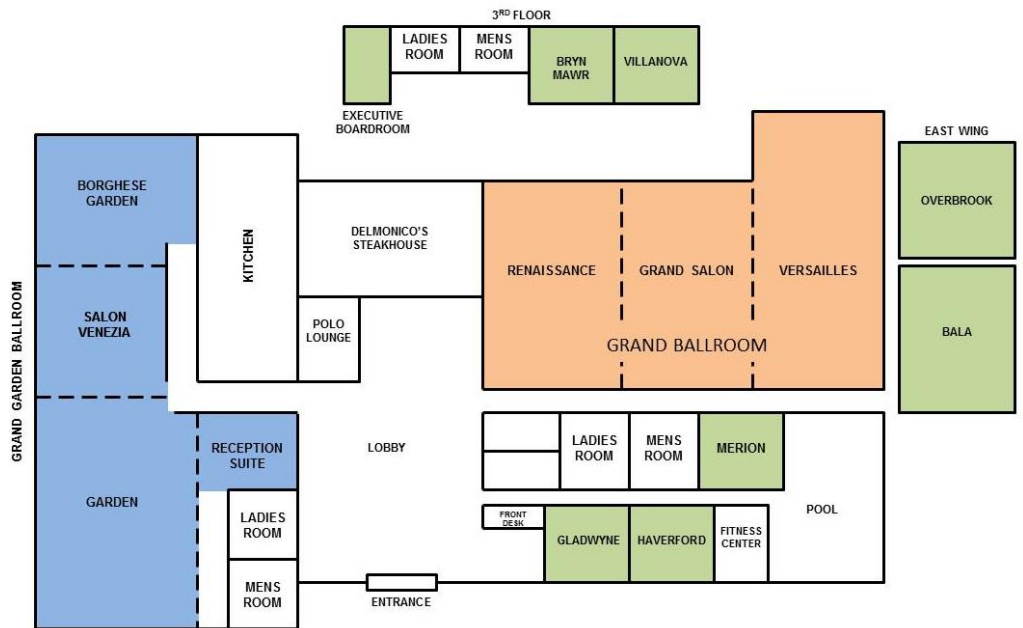 3RD FLOOR
LADIES
ROOM
MENS
ROOM
BRYN
MAWR
VILLANOVA
EXECUTIVE
BOARDROOM
EAST WING
BORGHESE
GARDEN
KITCHEN
DELMONICO'S
STEAKHOUSE
OVERBROOK
RENAISSANCE
GRAND SALON
VERSAILLES
SALON
VENEZIA
POLO
LOUNGE
BALA
GRAND BALLROOM
GRAND GARDEN BALLROOM
RECEPTION
SUITE
LOBBY
LADIES
ROOM
MENS
ROOM
MERION
GARDEN
POOL
LADIES
ROOM
FRONT
DESK
GLADWYNE
HAVERFORD
FITNESS
CENTER
MENS
ROOM
ENTRANCE